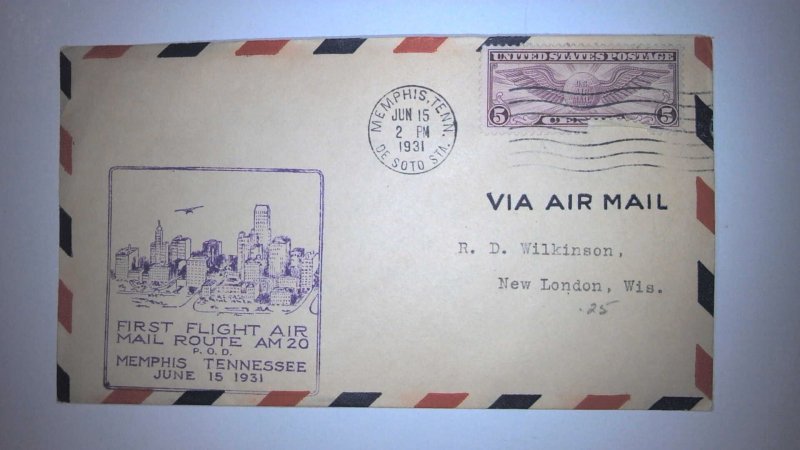 UNITED STATES POSTAGE
U.S.
MAIL
5 5
MEMPHIS, TENN.
JUN 15
2 PM
1931
DE SOTO STA.
VIA AIR MAIL
R. D. Wilkinson,
New London, Wis.
.25
FIRST FLIGHT AIR
MAIL ROUTE AM 20
P.O.D.
MEMPHIS TENNESSEE
JUNE 15 1931